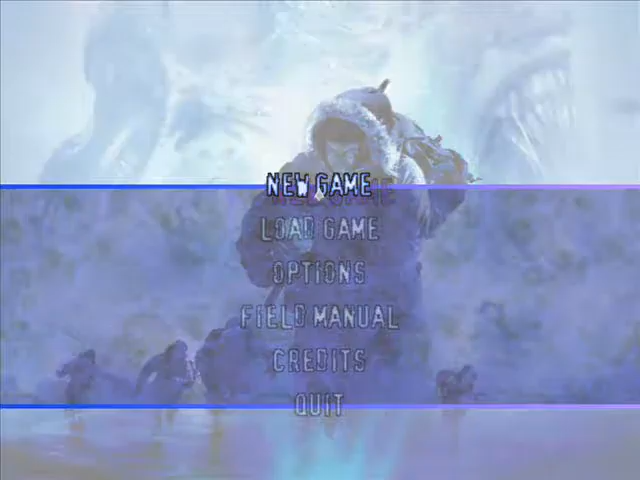 NEW GAME
LOAD GAME
OPTIONS
FIELD MANUAL
CREDITS
QUIT